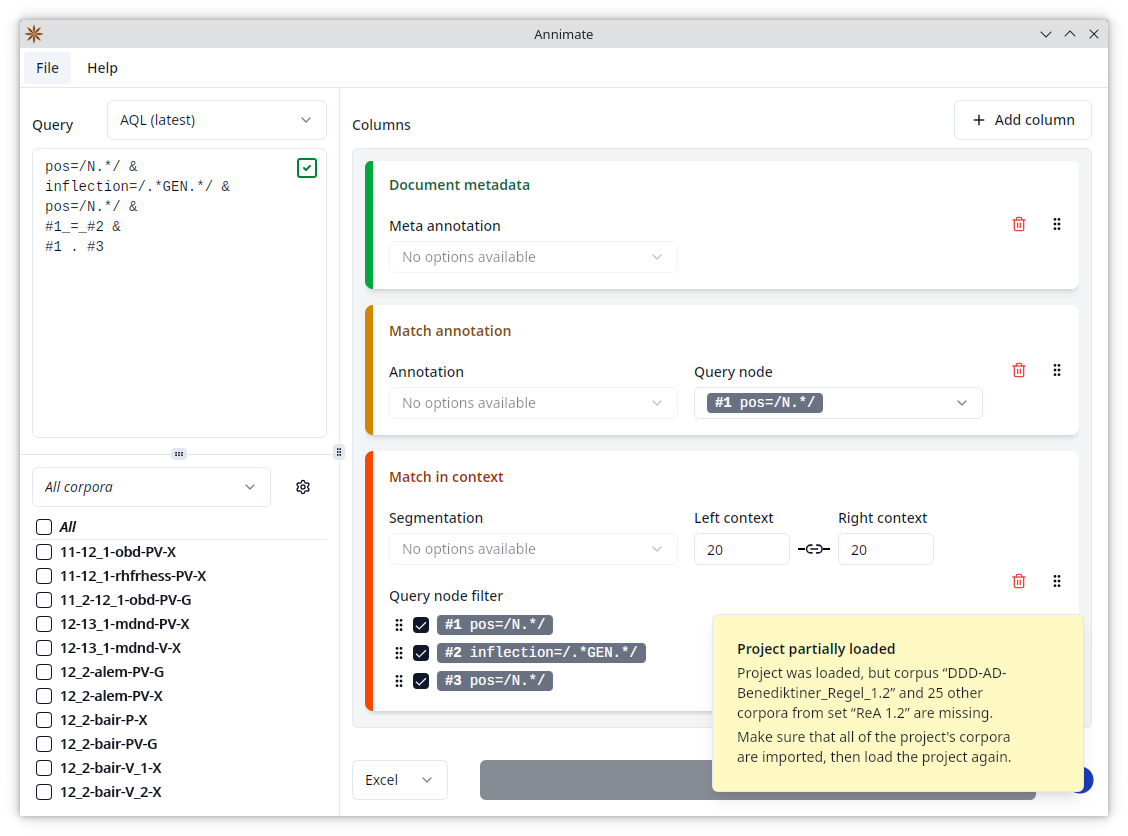 Annimate
File Help
Query
AQL (latest)
pos=/N.*/ &
inflection=/.*GEN.*/ &
pos=/N.*/ &
#1_=_#2 &
#1 . #3
All corpora
All
11-12_1-obd-PV-X
11-12_1-rhfrhess-PV-X
11_2-12_1-obd-PV-G
12-13_1-mdnd-PV-X
12-13_1-mdnd-V-X
12_2-alem-PV-G
12_2-alem-PV-X
12_2-bair-P-X
12_2-bair-PV-G
12_2-bair-V_1-X
12_2-bair-V_2-X
Columns
Add column
Document metadata
Meta annotation
No options available
Match annotation
Annotation
No options available
Query node
#1 pos=/N.*/
Match in context
Segmentation
No options available
Left context
20
Right context
20
Query node filter
#1 pos=/N.*/
#2 inflection=/.*GEN.*/
#3 pos=/N.*/
Excel
Project partially loaded
Project was loaded, but corpus “DDD-AD-
Benediktiner_Regel_1.2” and 25 other
corpora from set “ReA 1.2” are missing.
Make sure that all of the project's corpora
are imported, then load the project again.